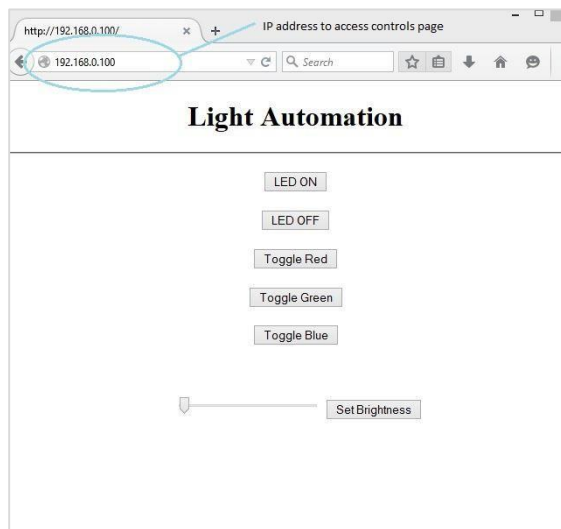 http://192.168.0.100/
IP address to access controls page
192.168.0.100
Search
Light Automation
LED ON
LED OFF
Toggle Red
Toggle Green
Toggle Blue
Set Brightness